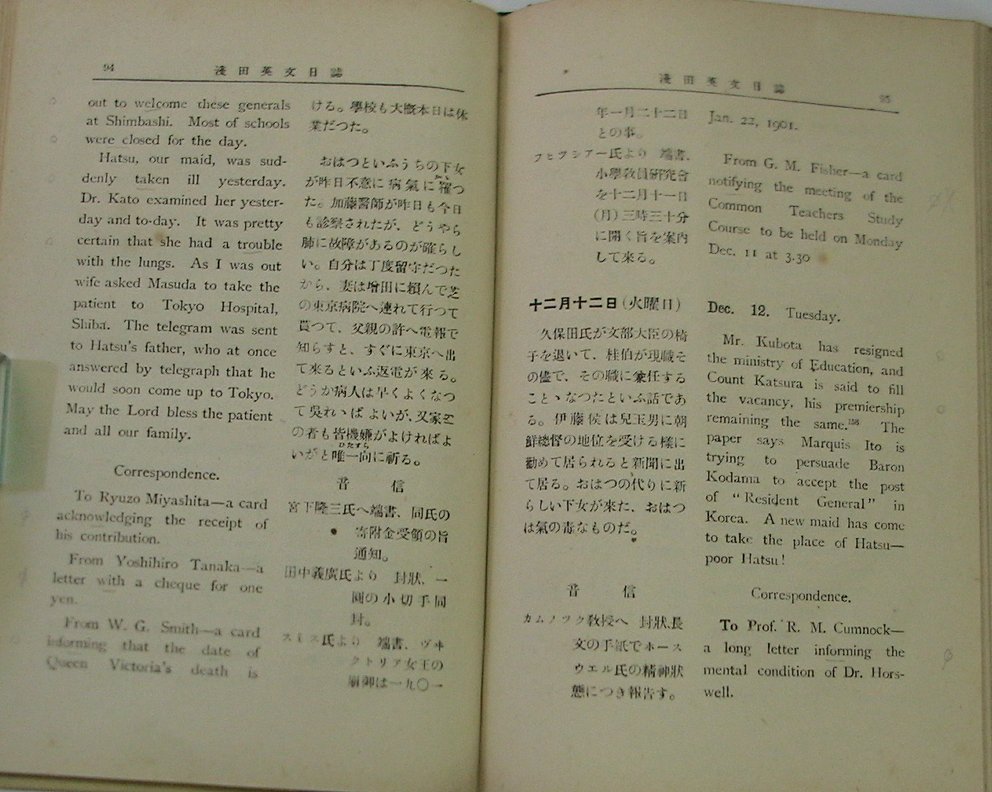 94
淺田英文日誌
out to welcome these generals
at Shimbashi. Most of schools
were closed for the day.
Hatsu, our maid, was sud-
denly taken ill yesterday.
Dr. Kato examined her yester-
day and to-day. It was pretty
certain that she had a trouble
with the lungs. As I was out
wife asked Masuda to take the
patient to Tokyo Hospital,
Shiba. The telegram was sent
to Hatsu's father, who at once
answered by telegraph that he
would soon come up to Tokyo.
May the Lord bless the patient
and all our family.
Correspondence.
To Ryuzo Miyashita—a card
acknowledging the receipt of
his contribution.
From Yoshihiro Tanaka—a
letter with a cheque for one
yen.
From W. G. Smith—a card
informing that the date of
Queen Victoria's death is
ける。學校も大概本日は休
業だつた。
おはつといふうちの下女
が昨日不意に病氣に罹つ
た。加藤醫師が昨日も今日
も診察されたが、どうやら
肺に故障があるのが確らし
い。自分は丁度留守だつた
から、妻は增田に賴んで芝
の東京病院へ連れて行つて
貰つて、父親の許へ電報で
知らすと、すぐに東京へ出
て來るといふ返電が來る。
どうか病人は早くよくなつ
て吳れゝばよいが、又家
の者も皆機嫌がよければよ
いがと唯一向に祈る。
ひたすら
音信
宮下隆三氏へ端書、同氏の
寄附金受領の旨
通知。
田中義廣氏より 封狀、一
圓の小切手同
封。
スミス氏より 端書、ヴヰ
クトリア女王の
崩御は一九〇一
淺田英文日誌
95
年一月二十二日
との事。
フヒツシアー氏より 端書、
小學敎員硏究會
を十二月十一日
(月)三時三十分
に開く旨を案内
して來る。
十二月十二日(火曜日)
久保田氏が文部大臣の椅
子を退いて、桂伯が現職そ
の儘で、その職に兼任する
ことゝなつたといふ話であ
る。伊藤侯は兒玉男に朝
鮮總督の地位を受ける樣に
勸めて居られると新聞に出
て居る。おはつの代りに新
らしい下女が來た、おはつ
は氣の毒なものだ。
音信
カムノツク敎授へ 封狀、長
文の手紙でホース
ウエル氏の精神狀
態につき報告す。
Jan. 22, 1901.
From G. M. Fisher—a card
notifying the meeting of the
Common Teachers Study
Course to be held on Monday
Dec. 11 at 3.30
Dec. 12. Tuesday.
Mr. Kubota has resigned
the ministry of Education, and
Count Katsura is said to fill
the vacancy, his premiership
remaining the same. The
paper says Marquis Ito is
trying to persuade Baron
Kodama to accept the post
of "Resident General" in
Korea. A new maid has come
to take the place of Hatsu—
poor Hatsu!
Correspondence.
To Prof. R. M. Cumnock—
a long letter informing the
mental condition of Dr. Hors-
well.